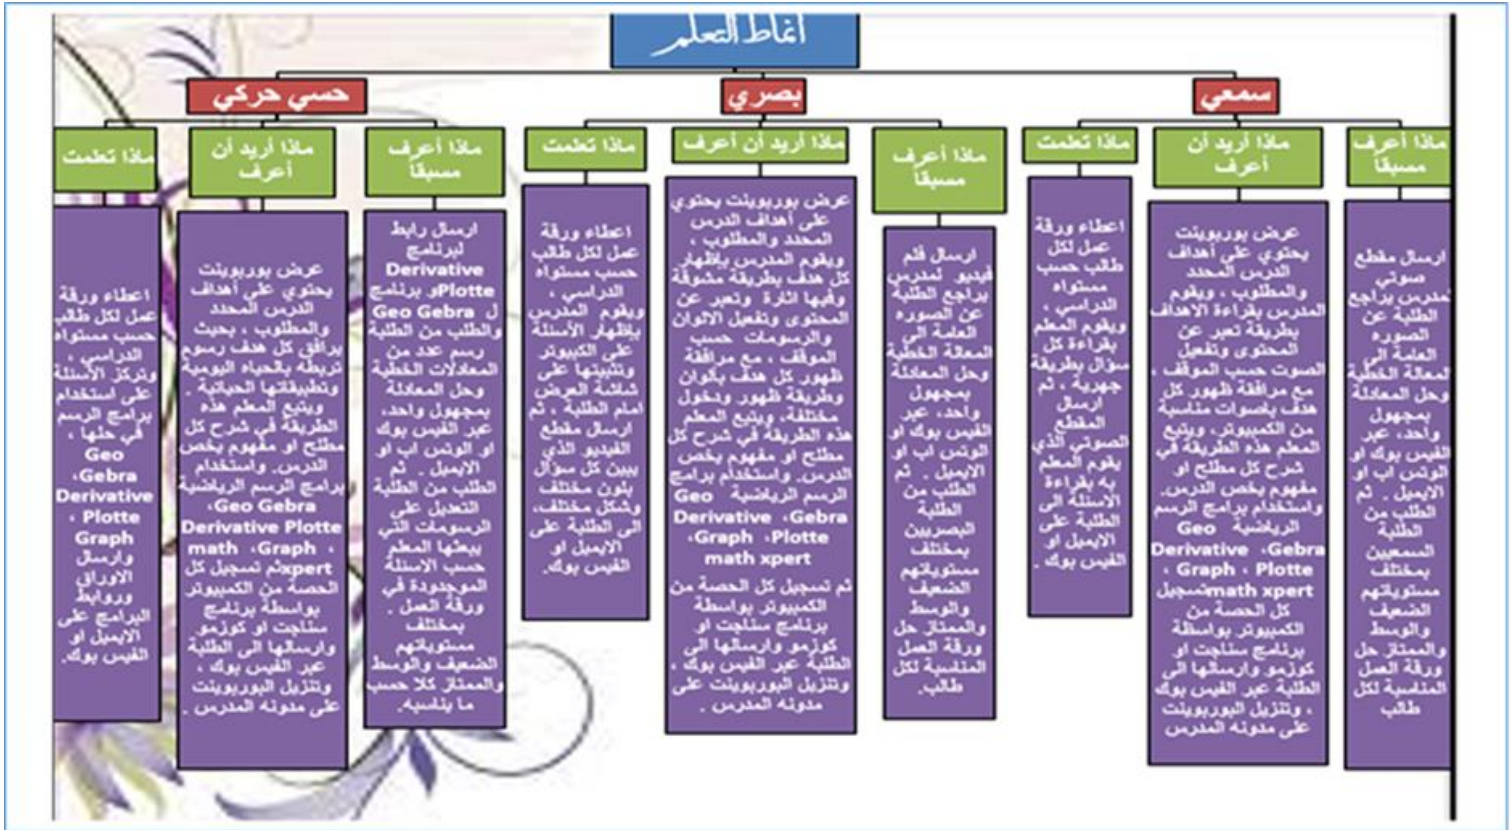 أنماط التعلم
سمعي
ماذا أعرف
مسبقاً
ارسال مقطع
صوتي
لمدرس يراجع
الطلبة عن
الصوره
العامة الى
المعالة الخطية
وحل المعادلة
بمجهول
واحد، عبر
الفيس بوك او
الوتس اب او
الايميل . ثم
الطلب من
الطلبة
السمعيين
بمختلف
مستوياتهم
الضعيف
والوسط
والممتاز حل
ورقة العمل
المناسبة لكل
طالب
ماذا أريد أن
أعرف
عرض بوربوينت
يحتوي على أهداف
الدرس المحدد
والمطلوب ، ويقوم
المدرس بقراءة الاهداف
بطريقة تعبر عن
المحتوى وتفعيل
الصوت حسب الموقف ،
مع مرافقة ظهور كل
هدف باصوات مناسبة
من الكمبيوتر، ويتبع
المعلم هذه الطريقة في
شرح كل مطلح او
مفهوم يخص الدرس.
واستخدام برامج الرسم
الرياضية Geo
Derivative ،Gebra
، Graph ، Plotte
math xpertتسجيل
كل الحصة من
الكمبيوتر بواسطة
برنامج سناجت او
كوزمو وارسالها الى
الطلبة عبر الفيس بوك
، وتنزيل البوربوينت
على مدونه المدرس
ماذا تعلمت
اعطاء ورقة
عمل لكل
طالب حسب
مستواه
الدراسي ،
ويقوم المعلم
بقراءة كل
سؤال بطريقة
جهرية ، ثم
ارسال
المقطع
الصوتي الذي
يقوم المعلم
به بقراءة
الاسئلة الى
الطلبة على
الايميل او
الفيس بوك .
بصري
ماذا أعرف
مسبقاً
ارسال فلم
فيديو لمدرس
يراجع الطلبة
عن الصوره
العامة الى
المعالة الخطية
وحل المعادلة
بمجهول
واحد، عبر
الفيس بوك او
الوتس اب او
الايميل . ثم
الطلب من
الطلبة
البصريين
بمختلف
مستوياتهم
الضعيف
والوسط
والممتاز حل
ورقة العمل
المناسبة لكل
طالب.
ماذا أريد أن أعرف
عرض بوربوينت يحتوي
على أهداف الدرس
المحدد والمطلوب ،
ويقوم المدرس بإظهار
كل هدف بطريقة مشوقة
وفيها اثارة وتعبر عن
المحتوى وتفعيل الالوان
والرسومات حسب
الموقف ، مع مرافقة
ظهور كل هدف بألوان
وطريقة ظهور ودخول
مختلفة، ويتبع المعلم
هذه الطريقة في شرح كل
مطلح او مفهوم يخص
الدرس. واستخدام برامج
الرسم الرياضية Geo
Derivative ،Gebra
،Graph ،Plotte
math xpert
ثم تسجيل كل الحصة من
الكمبيوتر بواسطة
برنامج سناجت او
كوزمو وارسالها الى
الطلبة عبر الفيس بوك ،
وتنزيل البوربوينت على
مدونه المدرس .
ماذا تعلمت
اعطاء ورقة
عمل لكل طالب
حسب مستواه
الدراسي ،
ويقوم المدرس
بإظهار الأسئلة
على الكبيوتر
وتثبيتها على
شاشة العرض
امام الطلبة ، ثم
ارسال مقطع
الفيديو الذي
يبين كل سؤال
بلون مختلف
وشكل مختلف،
الى الطلبة على
الايميل او
الفيس بوك.
حسي حركي
ماذا أعرف
مسبقاً
ارسال رابط
لبرنامج
Derivative
Plotteو برنامج
ل Geo Gebra
والطلب من الطلبة
رسم عدد من
المعادلات الخطية
وحل المعادلة
بمجهول واحد،
عبر الفيس بوك
او الوتس اب او
الايميل . ثم
الطلب من الطلبة
التعديل على
الرسومات التي
يبعثها المعلم
حسب الاسئلة
الموجدودة في
ورقة العمل .
بمختلف
مستوياتهم
الضعيف والوسط
والممتاز كلا حسب
ما يناسبه.
ماذا أريد أن
أعرف
عرض بوربوينت
يحتوي على أهداف
الدرس المحدد
والمطلوب ، بحيث
يرافق كل هدف رسوم
تربطه بالحياه اليومية
وتطبيقاتها الحياتية .
ويتبع المعلم هذه
الطريقة في شرح كل
مطلح او مفهوم يخص
الدرس. واستخدام
برامج الرسم الرياضية
،Geo Gebra
Derivative Plotte
math ،Graph ،
xpertثم تسجيل كل
الحصة من الكمبيوتر
بواسطة برنامج
سناجت او كوزمو
وارسالها الى الطلبة
عبر الفيس بوك ،
وتنزيل البوربوينت
على مدونه المدرس .
ماذا تعلمت
اعطاء ورقة
عمل لكل طالب
حسب مستواه
الدراسي ،
وتركز الأسئلة
على استخدام
برامج الرسم
في حلها ،
Geo
،Gebra
Derivative
، Plotte
Graph
وارسال
الاوراق
وروابط
البرامج على
الايميل او
الفيس بوك.